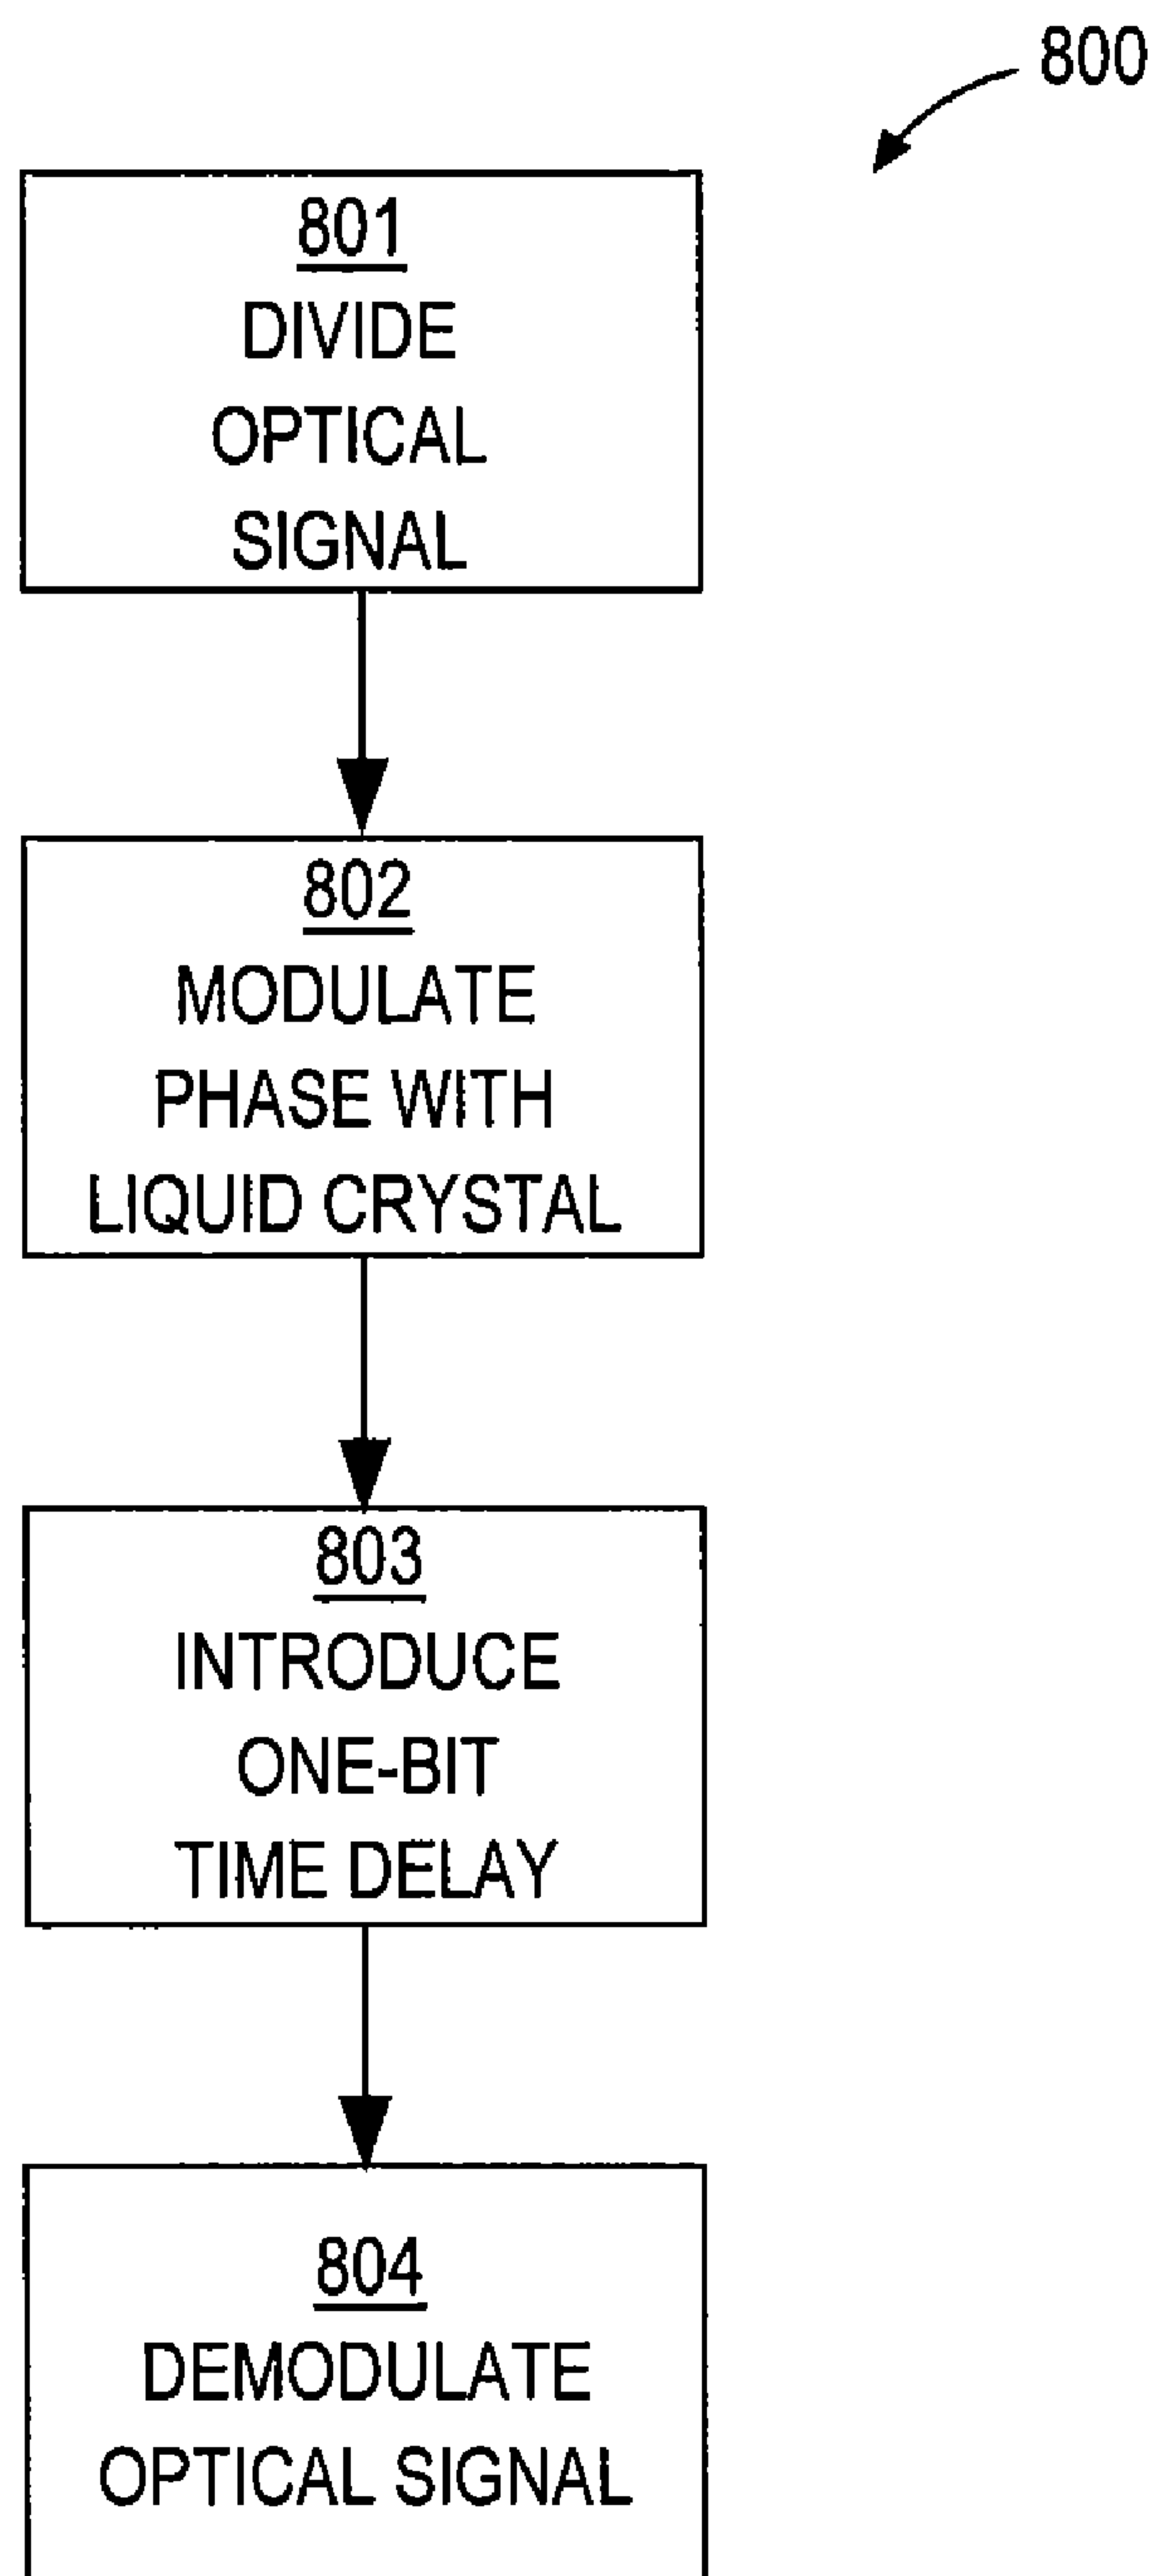 800
801
DIVIDE
OPTICAL
SIGNAL
802
MODULATE
PHASE WITH
LIQUID CRYSTAL
803
INTRODUCE
ONE-BIT
TIME DELAY
804
DEMODULATE
OPTICAL SIGNAL